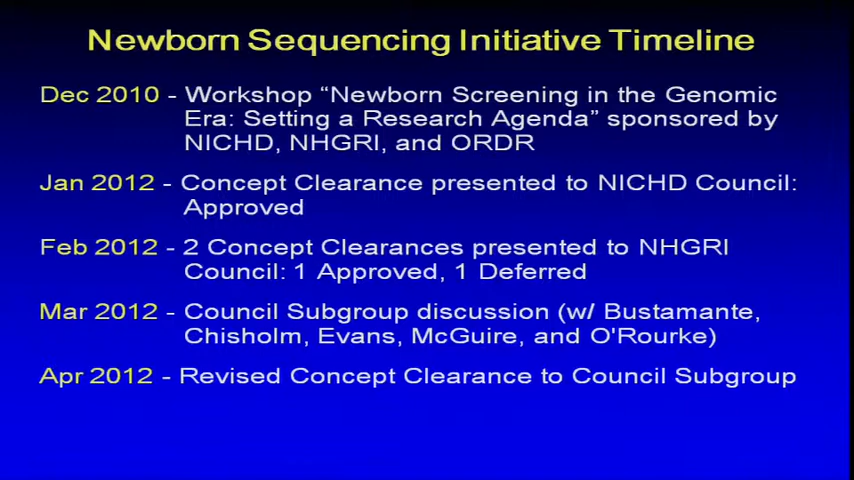 Newborn Sequencing Initiative Timeline
Dec 2010 - Workshop “Newborn Screening in the Genomic
Era: Setting a Research Agenda” sponsored by
NICHD, NHGRI, and ORDR
Jan 2012 - Concept Clearance presented to NICHD Council:
Approved
Feb 2012 - 2 Concept Clearances presented to NHGRI
Council: 1 Approved, 1 Deferred
Mar 2012 - Council Subgroup discussion (w/ Bustamante,
Chisholm, Evans, McGuire, and O'Rourke)
Apr 2012 - Revised Concept Clearance to Council Subgroup